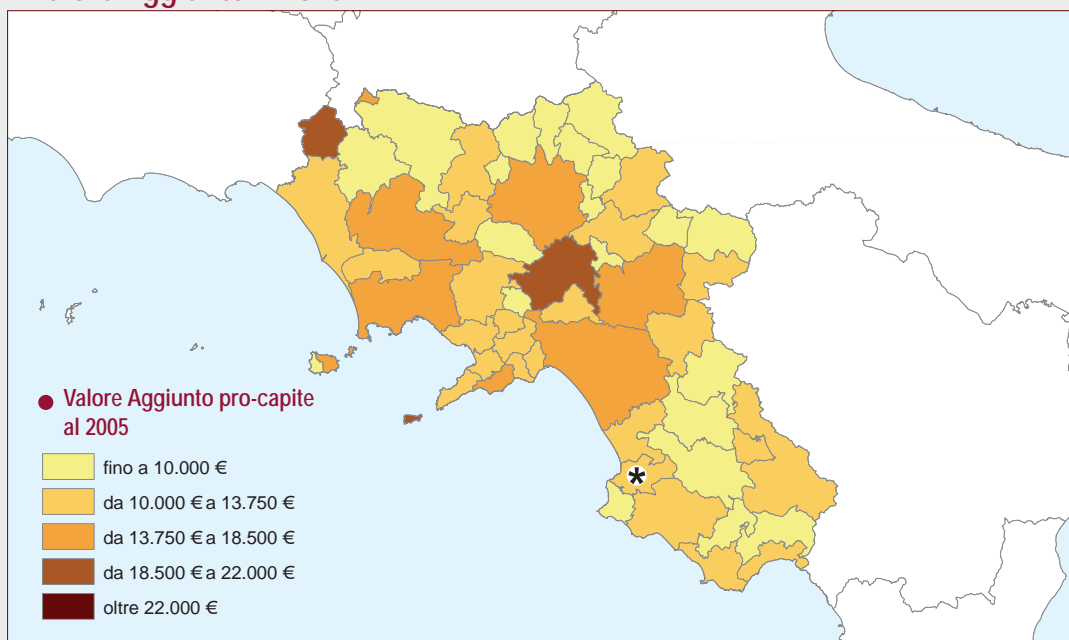 ● Valore Aggiunto pro-capite
al 2005
fino a 10.000 €
da 10.000 € a 13.750 €
da 13.750 € a 18.500 €
da 18.500 € a 22.000 €
oltre 22.000 €
*